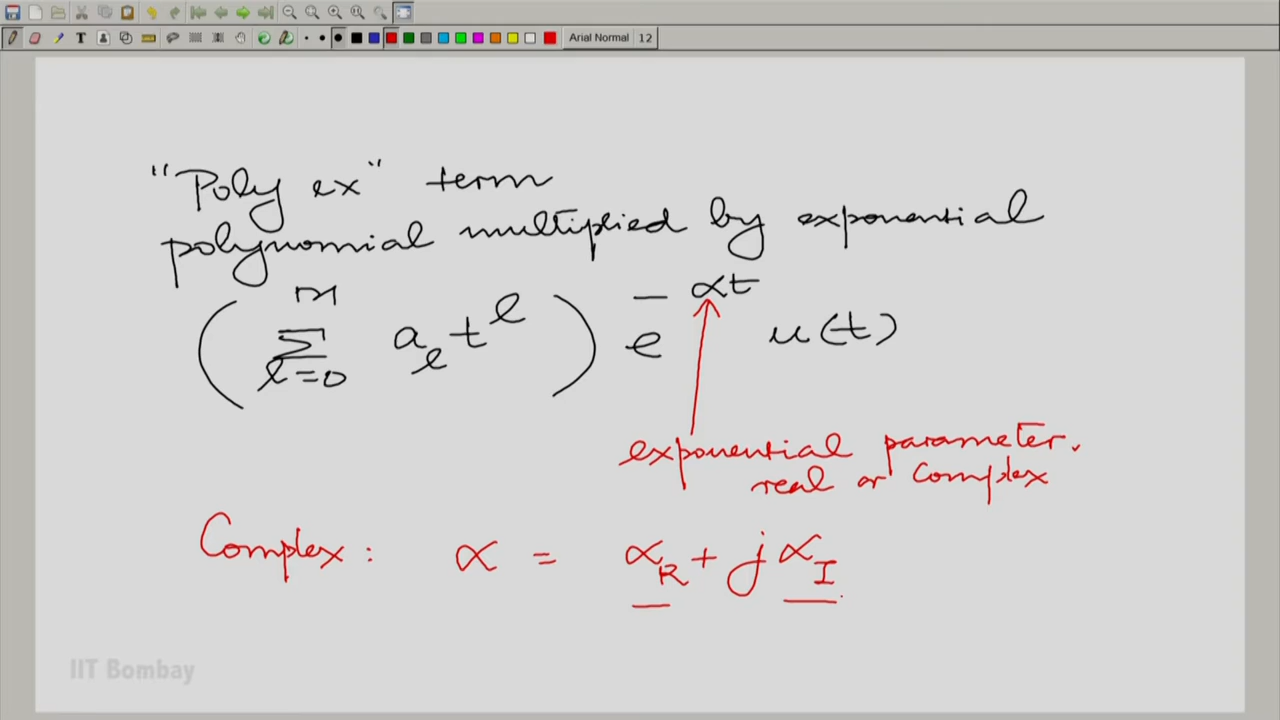 Arial Normal 12
"Poly ex" term
polynomial multiplied by exponential
( M Σ l=0 a_l t^l ) e^{-αt} u(t)
exponential parameter.
real or complex
Complex: α = α_R + j α_I
IIT Bombay